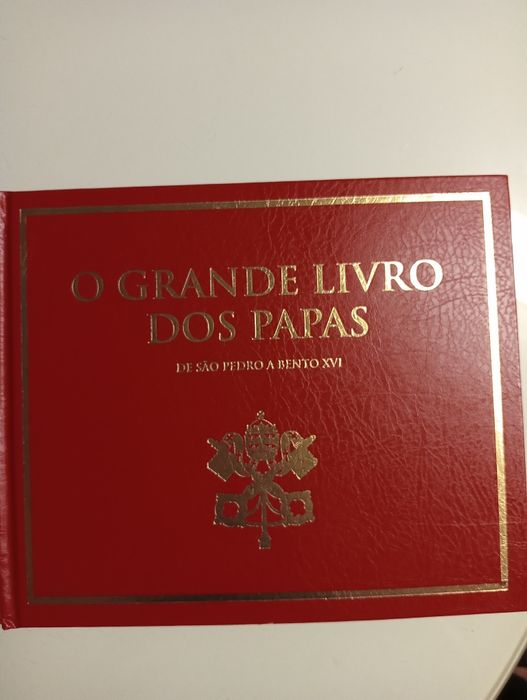 O GRANDE LIVRO
DOS PAPAS
DE SÃO PEDRO A BENTO XVI